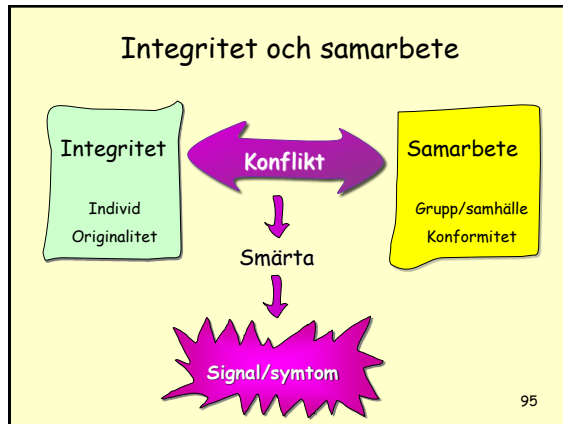 Integritet och samarbete
Integritet
Individ
Originalitet
Konflikt
Samarbete
Grupp/samhälle
Konformitet
Smärta
Signal/symtom
95